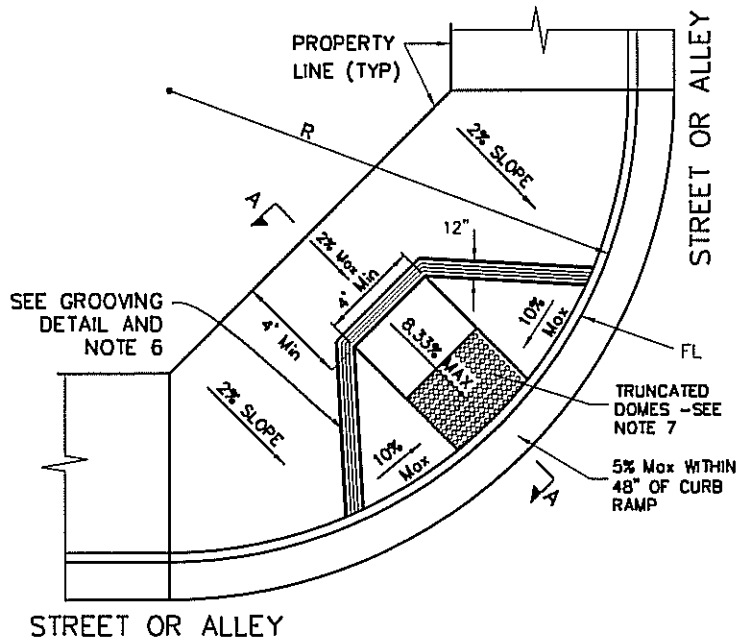 PROPERTY
LINE (TYP)
STREET OR ALLEY
R
2% SLOPE
A
12"
2% Max
4' Min
SEE GROOVING
DETAIL AND
NOTE 6
4' Min
10%
Max
8.33% MAX
FL
TRUNCATED
DOMES -SEE
NOTE 7
2% SLOPE
10%
Max
5% Max WITHIN
48" OF CURB
RAMP
A
STREET OR ALLEY